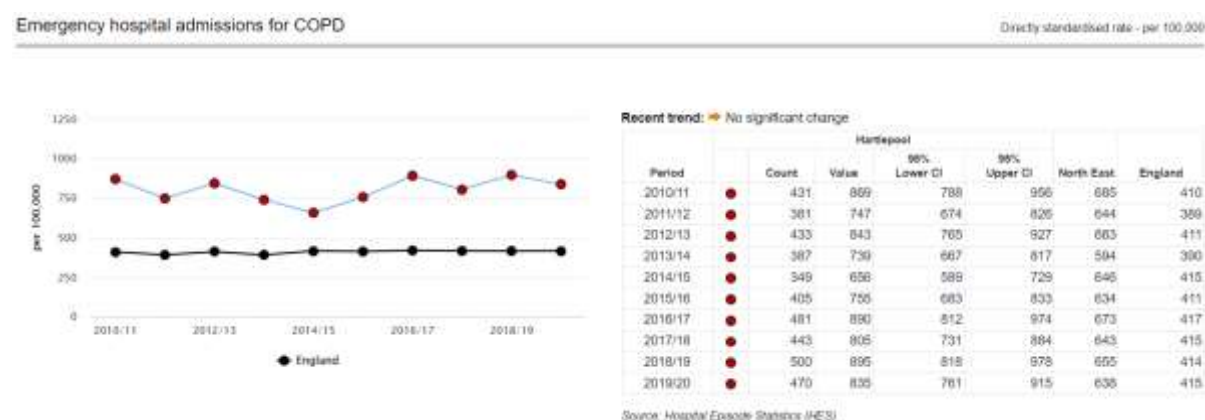 Emergency hospital admissions for COPD
Directly standardised rate - per 100,000
1250
1000
750
500
250
0
per 100,000
2010/11 2012/13 2014/15 2016/17 2018/19
England
Recent trend: No significant change
Hartlepool
Period Count Value 95% Lower CI 95% Upper CI North East England
2010/11 431 869 788 956 685 410
2011/12 381 747 674 826 644 389
2012/13 433 843 765 927 683 411
2013/14 387 739 667 817 594 390
2014/15 349 656 589 729 646 415
2015/16 405 755 683 833 634 411
2016/17 481 890 812 974 673 417
2017/18 443 805 731 884 643 415
2018/19 500 895 818 978 655 414
2019/20 470 835 761 915 638 415
Source: Hospital Episode Statistics (HES)